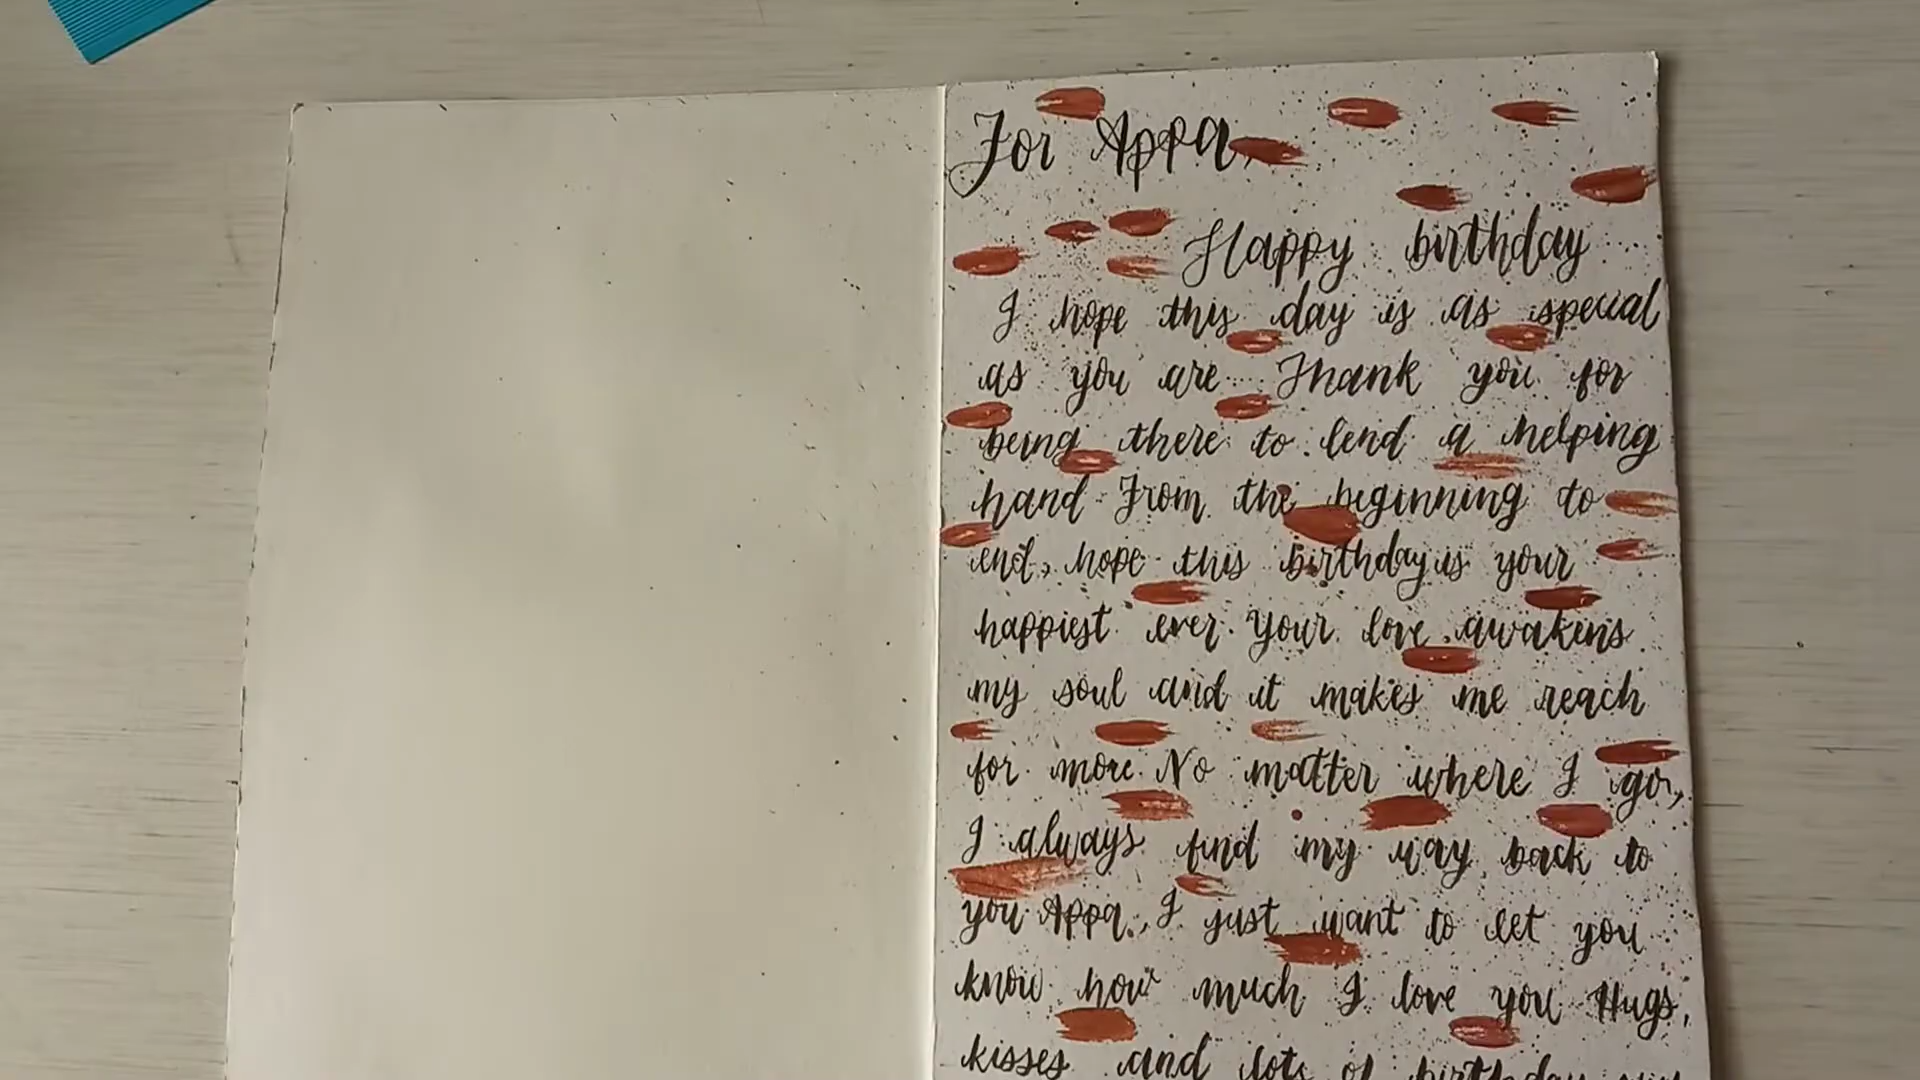 For Appa,
Happy birthday
I hope this day is as special
as you are. Thank you for
being there to lend a helping
hand From the beginning to
end, hope this birthday is your
happiest ever. Your love awakens
my soul and it makes me reach
for more. No matter where I go,
I always find my way back to
you Appa, I just want to let you
know how much I love you Hugs,
kisses and lots of birthday